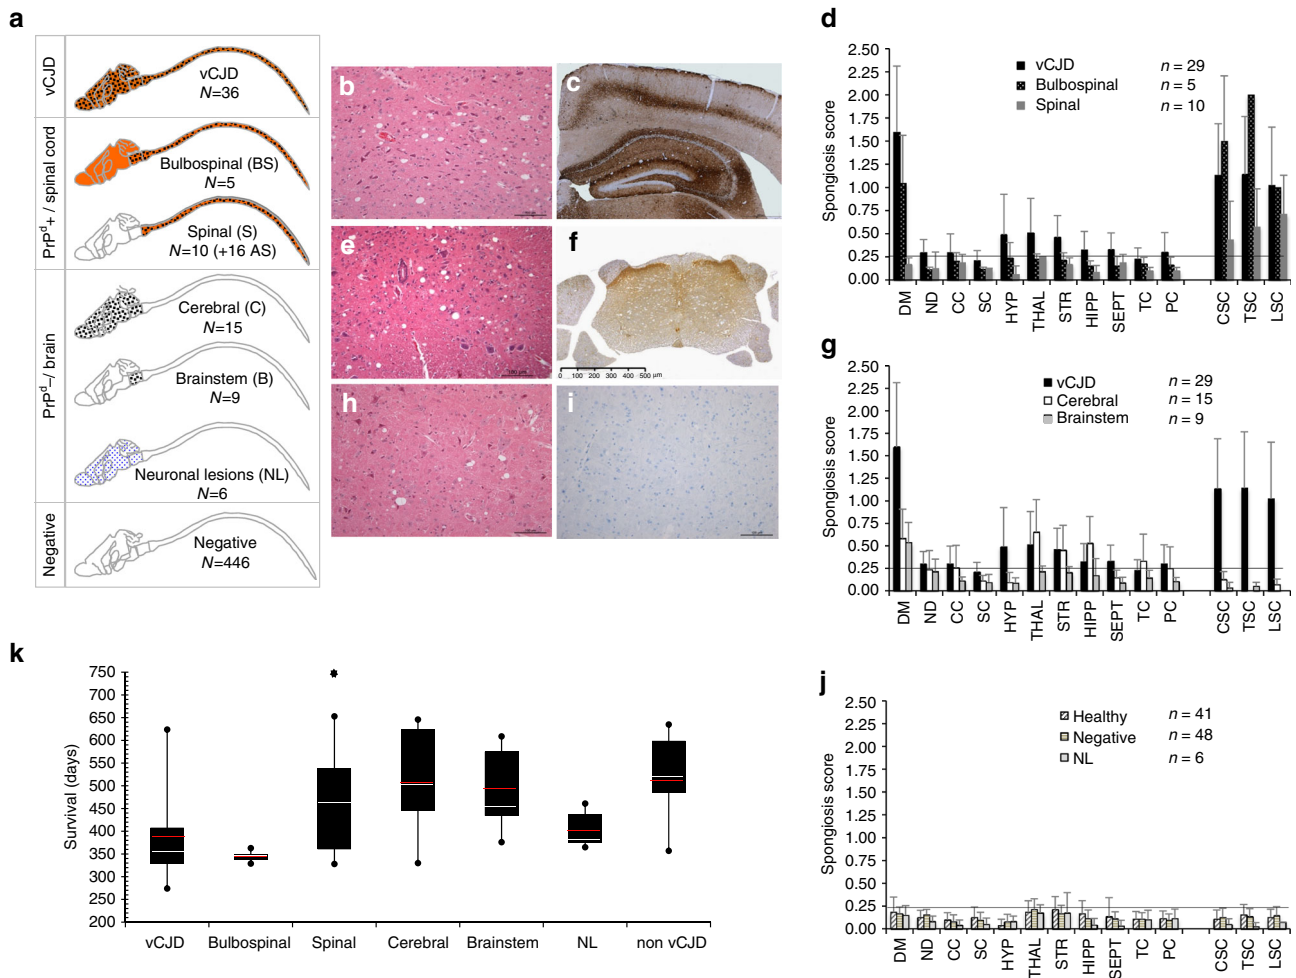 a
vCJD
vCJD
N=36
PrPd+ / spinal cord
Bulbospinal (BS)
N=5
Spinal (S)
N=10 (+16 AS)
PrPd–/ brain
Cerebral (C)
N=15
Brainstem (B)
N=9
Neuronal lesions (NL)
N=6
Negative
Negative
N=446
b
c
e
f
0 100 200 300 400 500 µm
h
i
d
Spongiosis score
2.50
2.25
2.00
1.75
1.50
1.25
1.00
0.75
0.50
0.25
0.00
vCJD n = 29
Bulbospinal n = 5
Spinal n = 10
DM ND CC SC HYP THAL STR HIPP SEPT TC PC CSC TSC LSC
g
Spongiosis score
2.50
2.25
2.00
1.75
1.50
1.25
1.00
0.75
0.50
0.25
0.00
vCJD n = 29
Cerebral n = 15
Brainstem n = 9
DM ND CC SC HYP THAL STR HIPP SEPT TC PC CSC TSC LSC
j
Spongiosis score
2.50
2.25
2.00
1.75
1.50
1.25
1.00
0.75
0.50
0.25
0.00
Healthy n = 41
Negative n = 48
NL n = 6
DM ND CC SC HYP THAL STR HIPP SEPT TC PC CSC TSC LSC
k
Survival (days)
750
700
650
600
550
500
450
400
350
300
250
200
vCJD Bulbospinal Spinal Cerebral Brainstem NL non vCJD